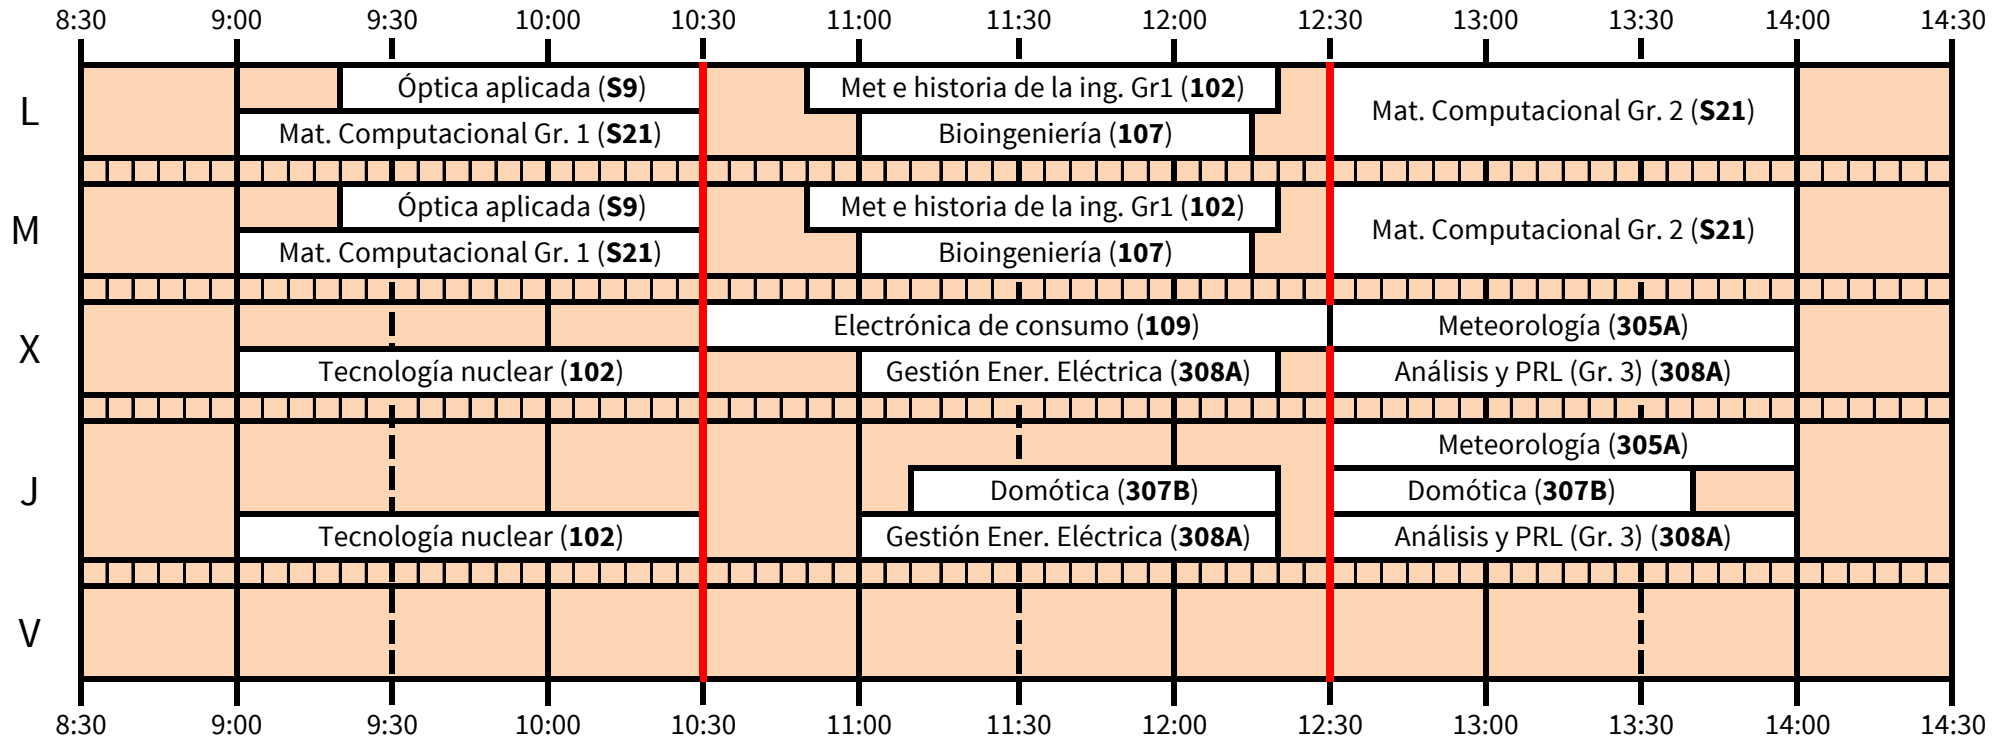 8:30 9:00 9:30 10:00 10:30 11:00 11:30 12:00 12:30 13:00 13:30 14:00 14:30
L
Óptica aplicada (S9) Met e historia de la ing. Gr1 (102) Mat. Computacional Gr. 2 (S21)
Mat. Computacional Gr. 1 (S21) Bioingeniería (107)
M
Óptica aplicada (S9) Met e historia de la ing. Gr1 (102) Mat. Computacional Gr. 2 (S21)
Mat. Computacional Gr. 1 (S21) Bioingeniería (107)
X
Electrónica de consumo (109) Meteorología (305A)
Tecnología nuclear (102) Gestión Ener. Eléctrica (308A) Análisis y PRL (Gr. 3) (308A)
J
Meteorología (305A)
Domótica (307B) Domótica (307B)
Tecnología nuclear (102) Gestión Ener. Eléctrica (308A) Análisis y PRL (Gr. 3) (308A)
V
8:30 9:00 9:30 10:00 10:30 11:00 11:30 12:00 12:30 13:00 13:30 14:00 14:30